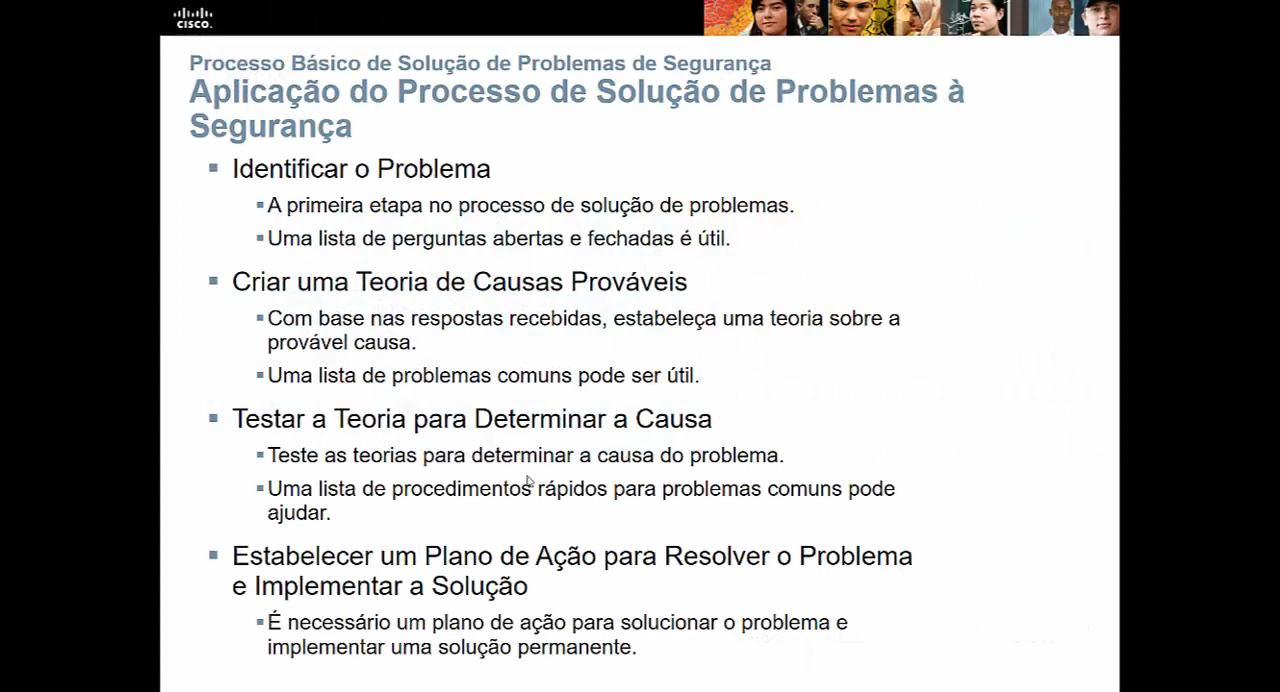 CISCO.
Processo Básico de Solução de Problemas de Segurança
Aplicação do Processo de Solução de Problemas à
Segurança
Identificar o Problema
A primeira etapa no processo de solução de problemas.
Uma lista de perguntas abertas e fechadas é útil.
Criar uma Teoria de Causas Prováveis
Com base nas respostas recebidas, estabeleça uma teoria sobre a
provável causa.
Uma lista de problemas comuns pode ser útil.
Testar a Teoria para Determinar a Causa
Teste as teorias para determinar a causa do problema.
Uma lista de procedimentos rápidos para problemas comuns pode
ajudar.
Estabelecer um Plano de Ação para Resolver o Problema
e Implementar a Solução
É necessário um plano de ação para solucionar o problema e
implementar uma solução permanente.